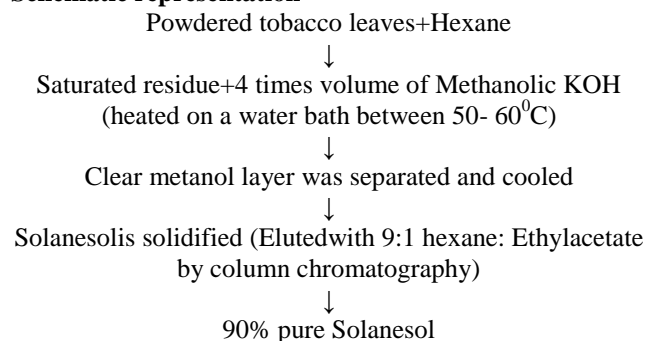 Powdered tobacco leaves+Hexane
↓
Saturated residue+4 times volume of Methanolic KOH
(heated on a water bath between 50- 60⁰C)
↓
Clear metanol layer was separated and cooled
↓
Solanesolis solidified (Elutedwith 9:1 hexane: Ethylacetate
by column chromatography)
↓
90% pure Solanesol